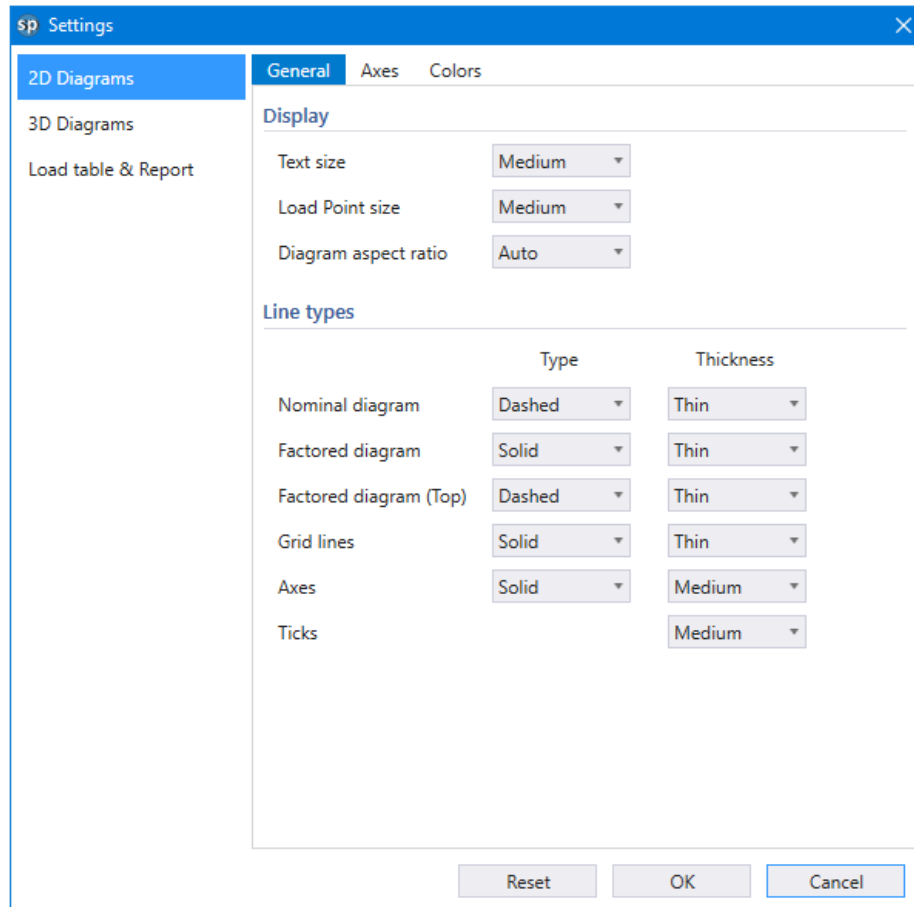 sp Settings
2D Diagrams
3D Diagrams
Load table & Report
General Axes Colors
Display
Text size Medium
Load Point size Medium
Diagram aspect ratio Auto
Line types
Type Thickness
Nominal diagram Dashed Thin
Factored diagram Solid Thin
Factored diagram (Top) Dashed Thin
Grid lines Solid Thin
Axes Solid Medium
Ticks Medium
Reset OK Cancel